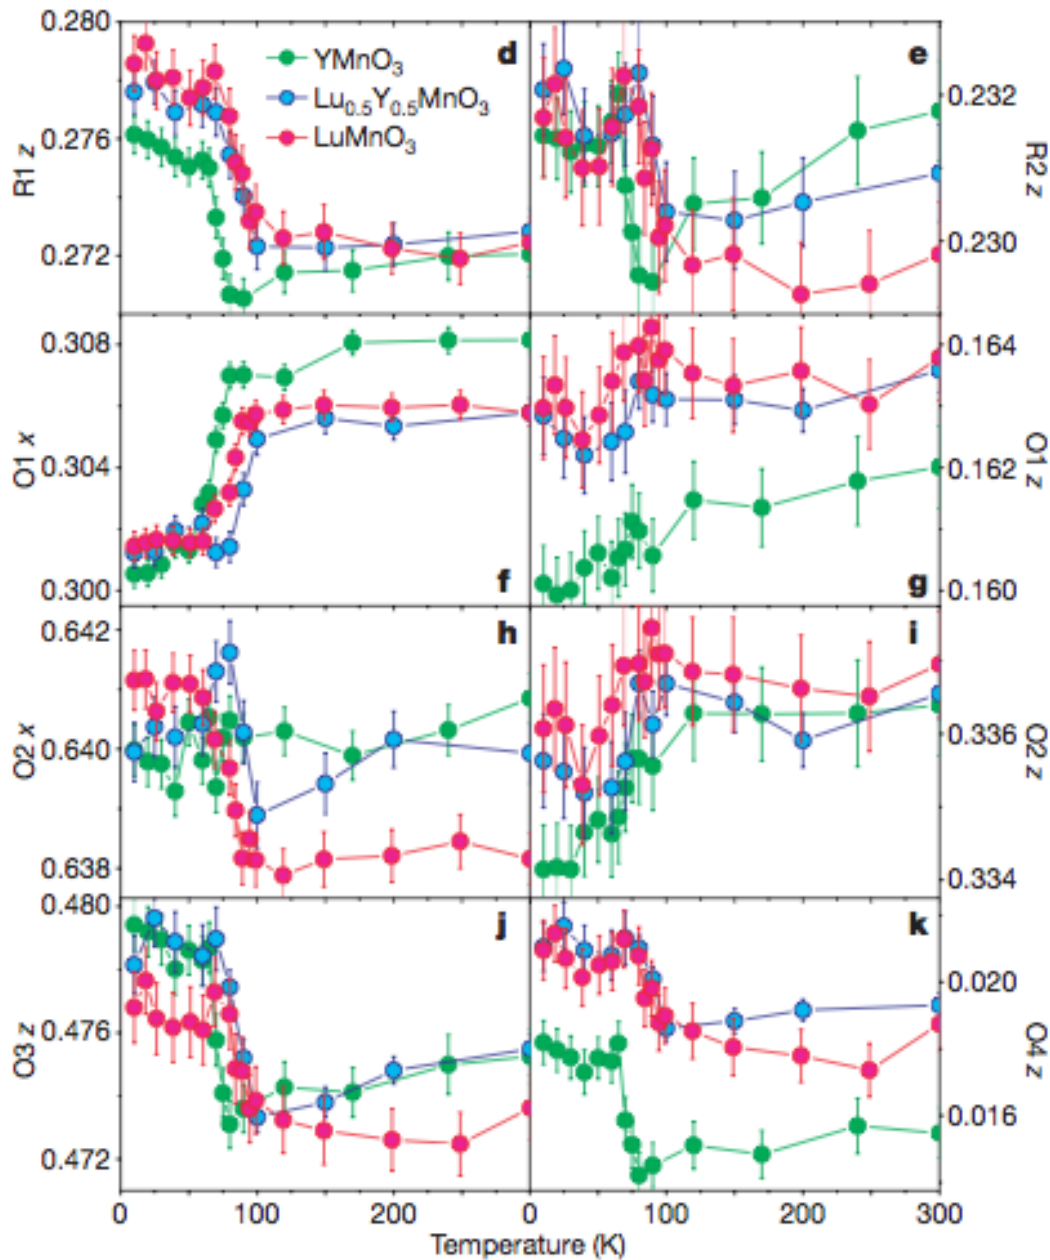 0.280
d
YMnO3
Lu0.5Y0.5MnO3
LuMnO3
0.276
R1 z
0.272
e
0.232
R2 z
0.230
0.308
O1 x
0.304
0.300
f
0.164
O1 z
0.162
g
0.160
0.642
h
O2 x
0.640
0.638
i
0.336
O2 z
0.334
0.480
j
0.476
O3 z
0.472
k
0.020
O4 z
0.016
0 100 200 0 100 200 300
Temperature (K)